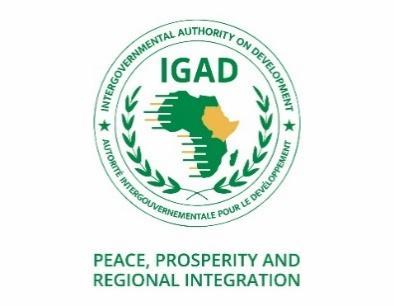 INTERGOVERNMENTAL AUTHORITY ON DEVELOPMENT
IGAD
AUTORITÉ INTERGOUVERNEMENTALE POUR LE DÉVELOPPEMENT
PEACE, PROSPERITY AND
REGIONAL INTEGRATION